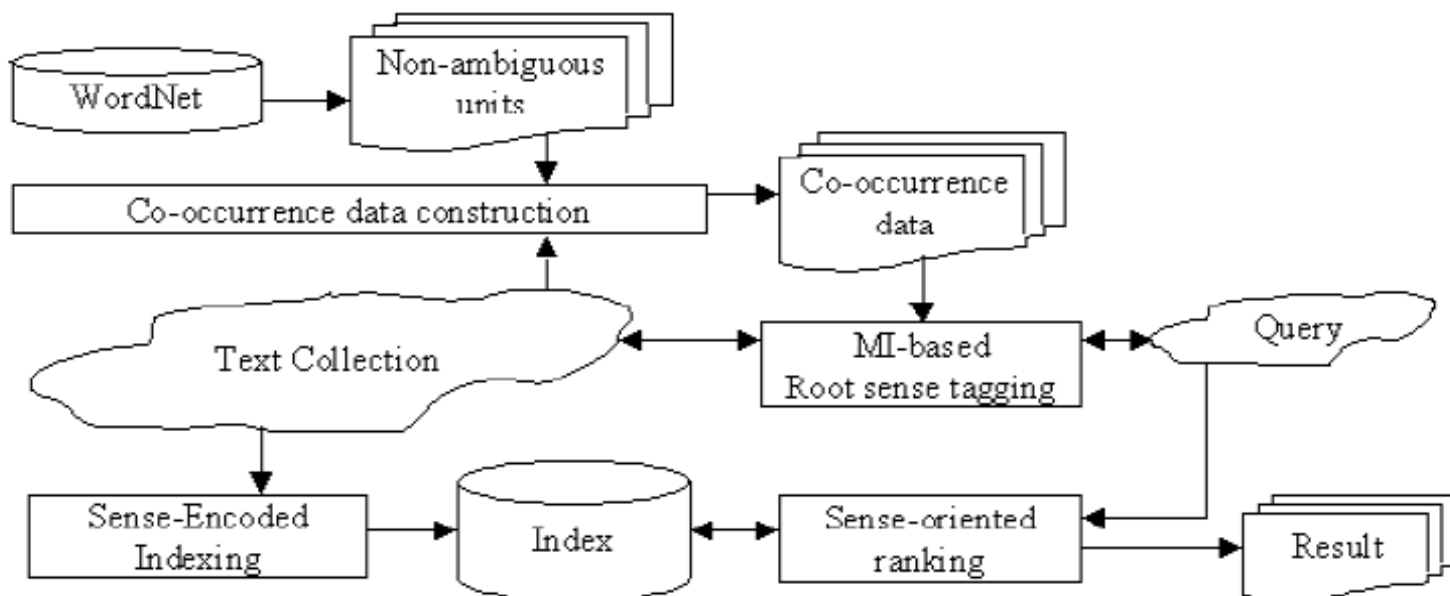 WordNet
Non-ambiguous
units
Co-occurrence data construction
Co-occurrence
data
Text Collection
MI-based
Root sense tagging
Query
Sense-Encoded
Indexing
Index
Sense-oriented
ranking
Result